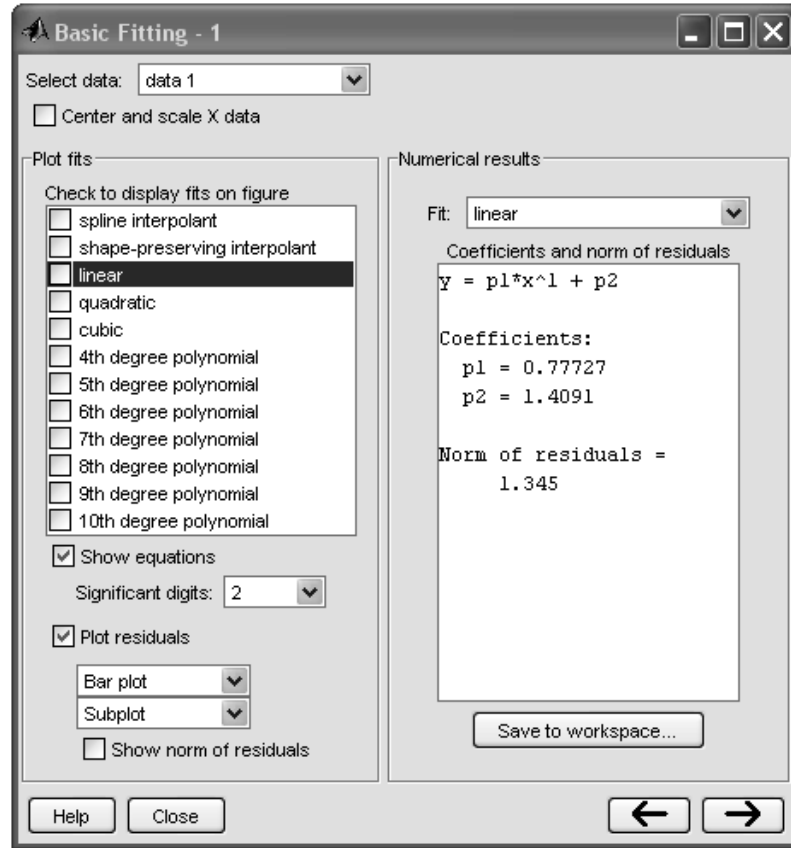 Basic Fitting - 1
Select data: data 1
Center and scale X data
Plot fits
Check to display fits on figure
spline interpolant
shape-preserving interpolant
linear
quadratic
cubic
4th degree polynomial
5th degree polynomial
6th degree polynomial
7th degree polynomial
8th degree polynomial
9th degree polynomial
10th degree polynomial
Show equations
Significant digits: 2
Plot residuals
Bar plot
Subplot
Show norm of residuals
Numerical results
Fit: linear
Coefficients and norm of residuals
y = p1*x^1 + p2
Coefficients:
p1 = 0.77727
p2 = 1.4091
Norm of residuals =
1.345
Save to workspace...
Help
Close